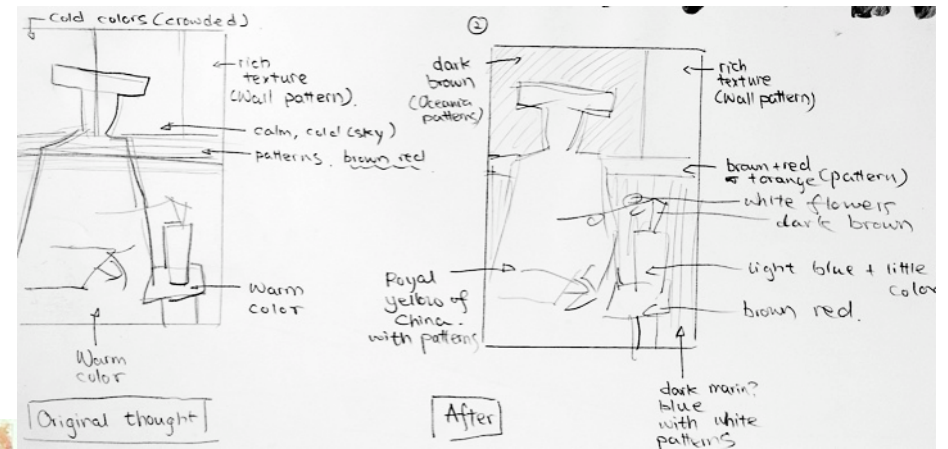 cold colors (crowded)
rich
texture
(Wall pattern).
calm, cold (sky)
patterns. brown red
Warm
color
Warm
color
Original thought
②
dark
brown
(Oceania
patterns)
rich
texture
(Wall pattern)
brown + red
+ orange (pattern)
white flowers
dark brown
Royal
yellow of
China.
with patterns
light blue + little
color
brown red.
dark marin?
blue
with white
patterns
After